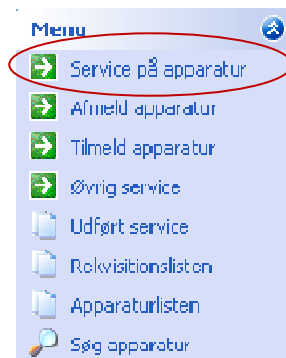 Menu
Service på apparatur
Afmeld apparatur
Tilmeld apparatur
Øvrig service
Udført service
Rekvisitionslisten
Apparaturlisten
Søg apparatur